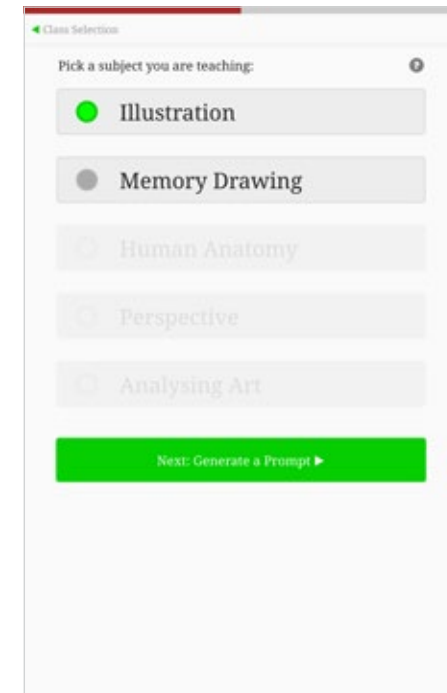 ◀ Class Selection
Pick a subject you are teaching:
Illustration
Memory Drawing
Human Anatomy
Perspective
Analysing Art
Next: Generate a Prompt ▶